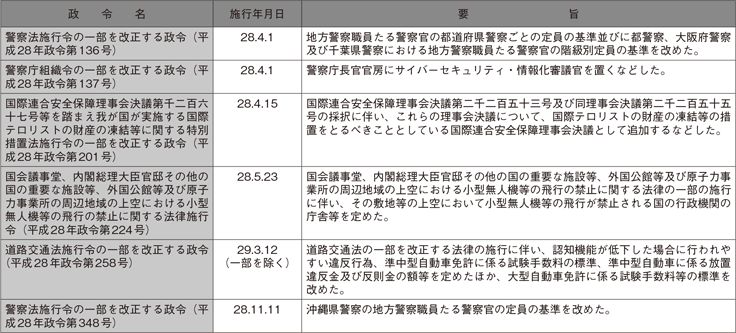 政　令　名　施行年月日　要　旨
警察法施行令の一部を改正する政令（平
成28年政令第136号）
28.4.1
地方警察職員たる警察官の都道府県警察ごとの定員の基準並びに都警察、大阪府警察
及び千葉県警察における地方警察職員たる警察官の階級別定員の基準を改めた。
警察庁組織令の一部を改正する政令（平
成28年政令第137号）
28.4.1
警察庁長官官房にサイバーセキュリティ・情報化審議官を置くなどした。
国際連合安全保障理事会決議第千二百六
十七号等を踏まえ我が国が実施する国際
テロリストの財産の凍結等に関する特別
措置法施行令の一部を改正する政令（平
成28年政令第201号）
28.4.15
国際連合安全保障理事会決議第二千二百五十三号及び同理事会決議第二千二百五十五号
の採択に伴い、これらの理事会決議について、国際テロリストの財産の凍結等の措
置をとるべきこととしている国際連合安全保障理事会決議として追加するなどした。
国会議事堂、内閣総理大臣官邸その他の
国の重要な施設等、外国公館等及び原子
力事業所の周辺地域の上空における小型
無人機等の飛行の禁止に関する法律施行
令（平成28年政令第224号）
28.5.23
国会議事堂、内閣総理大臣官邸その他の国の重要な施設等、外国公館等及び原子力事
業所の周辺地域の上空における小型無人機等の飛行の禁止に関する法律の一部の施行
に伴い、その敷地等の上空において小型無人機等の飛行が禁止される国の行政機関の
庁舎等を定めた。
道路交通法施行令の一部を改正する政令
（平成28年政令第258号）
29.3.12
（一部を除く）
道路交通法の一部を改正する法律の施行に伴い、認知機能が低下した場合に行われや
すい違反行為、準中型自動車免許に係る試験手数料の標準、準中型自動車に係る放置
違反金及び反則金の額等を定めたほか、大型自動車免許に係る試験手数料等の標準を
改めた。
警察法施行令の一部を改正する政令（平
成28年政令第348号）
28.11.11
沖縄県警察の地方警察職員たる警察官の定員の基準を改めた。